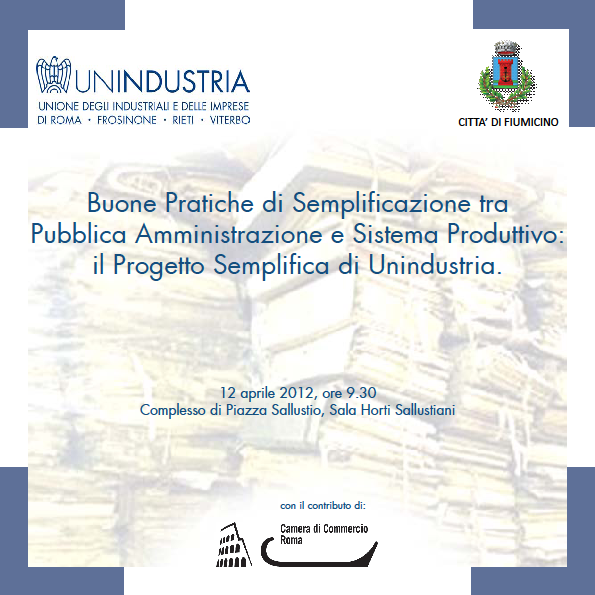 UNINDUSTRIA
UNIONE DEGLI INDUSTRIALI E DELLE IMPRESE
DI ROMA · FROSINONE · RIETI · VITERBO
CITTA' DI FIUMICINO
Buone Pratiche di Semplificazione tra
Pubblica Amministrazione e Sistema Produttivo:
il Progetto Semplifica di Unindustria.
12 aprile 2012, ore 9.30
Complesso di Piazza Sallustio, Sala Horti Sallustiani
con il contributo di:
Camera di Commercio
Roma